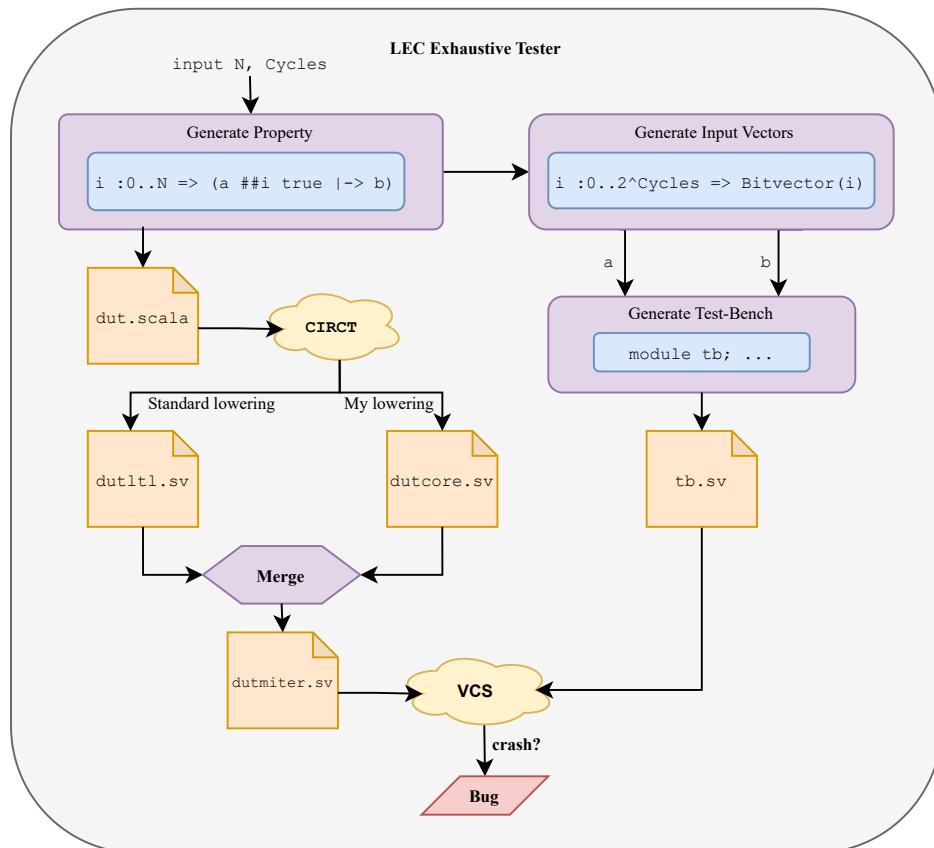 LEC Exhaustive Tester
input N, Cycles
Generate Property
i :0..N => (a ##i true |-> b)
Generate Input Vectors
i :0..2^Cycles => Bitvector(i)
a
b
dut.scala
CIRCT
Generate Test-Bench
module tb; ...
Standard lowering
My lowering
dutltl.sv
dutcore.sv
tb.sv
Merge
dutmiter.sv
VCS
crash?
Bug